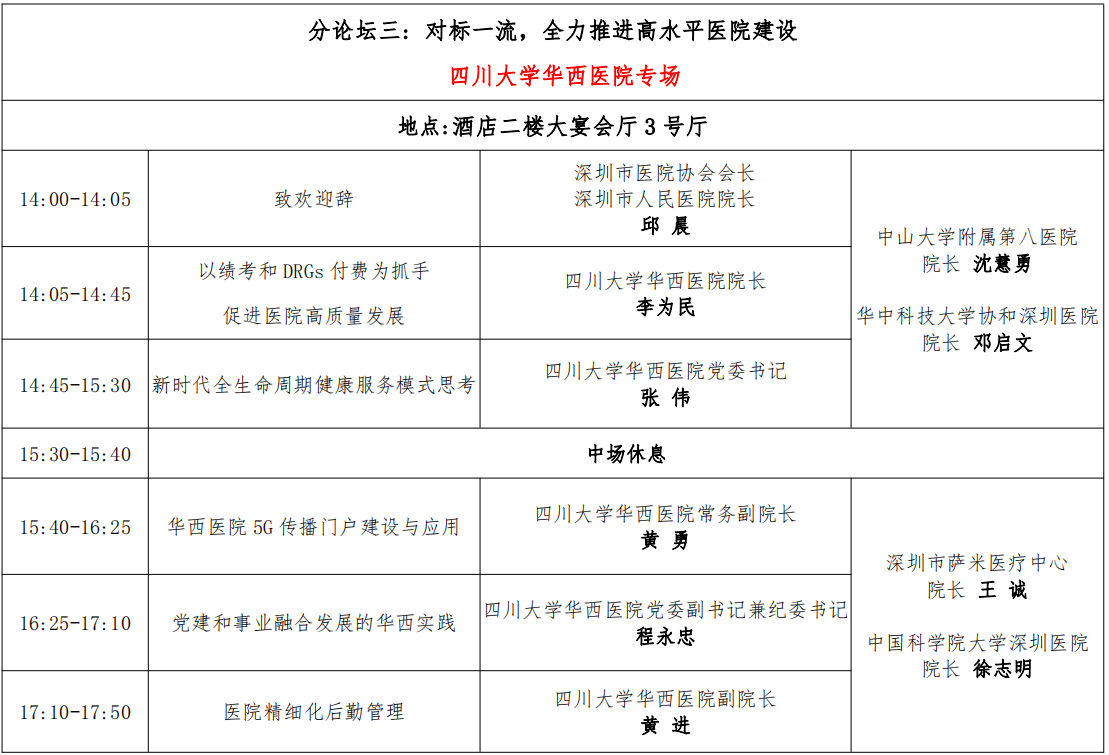 分论坛三：对标一流，全力推进高水平医院建设
四川大学华西医院专场
地点:酒店二楼大宴会厅3号厅
14:00-14:05
致欢迎辞
深圳市医院协会会长
深圳市人民医院院长
邱 晨
中山大学附属第八医院
院长 沈慧勇
华中科技大学协和深圳医院
院长 邓启文
14:05-14:45
以绩考和DRGs付费为抓手
促进医院高质量发展
四川大学华西医院院长
李为民
14:45-15:30
新时代全生命周期健康服务模式思考
四川大学华西医院党委书记
张 伟
15:30-15:40
中场休息
15:40-16:25
华西医院5G传播门户建设与应用
四川大学华西医院常务副院长
黄 勇
深圳市萨米医疗中心
院长 王 诚
中国科学院大学深圳医院
院长 徐志明
16:25-17:10
党建和事业融合发展的华西实践
四川大学华西医院党委副书记兼纪委书记
程永忠
17:10-17:50
医院精细化后勤管理
四川大学华西医院副院长
黄 进